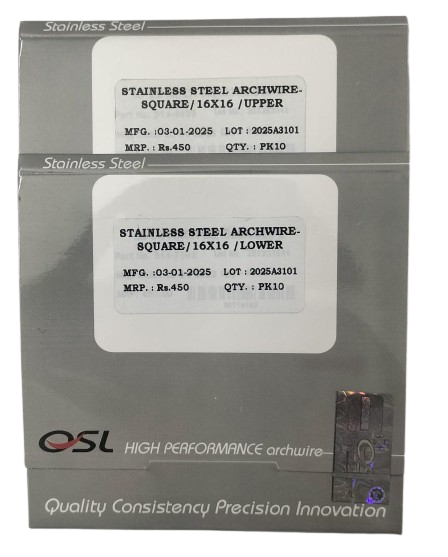 Stainless Steel
STAINLESS STEEL ARCHWIRE-
SQUARE/16X16 /UPPER
MFG. :03-01-2025 LOT : 2025A3101
MRP. : Rs.450 QTY. : PK10
Stainless Steel
STAINLESS STEEL ARCHWIRE-
SQUARE/16X16 /LOWER
MFG. :03-01-2025 LOT : 2025A3101
MRP. : Rs.450 QTY. : PK10
OSL HIGH PERFORMANCE archwire
OSL
Quality Consistency Precision Innovation